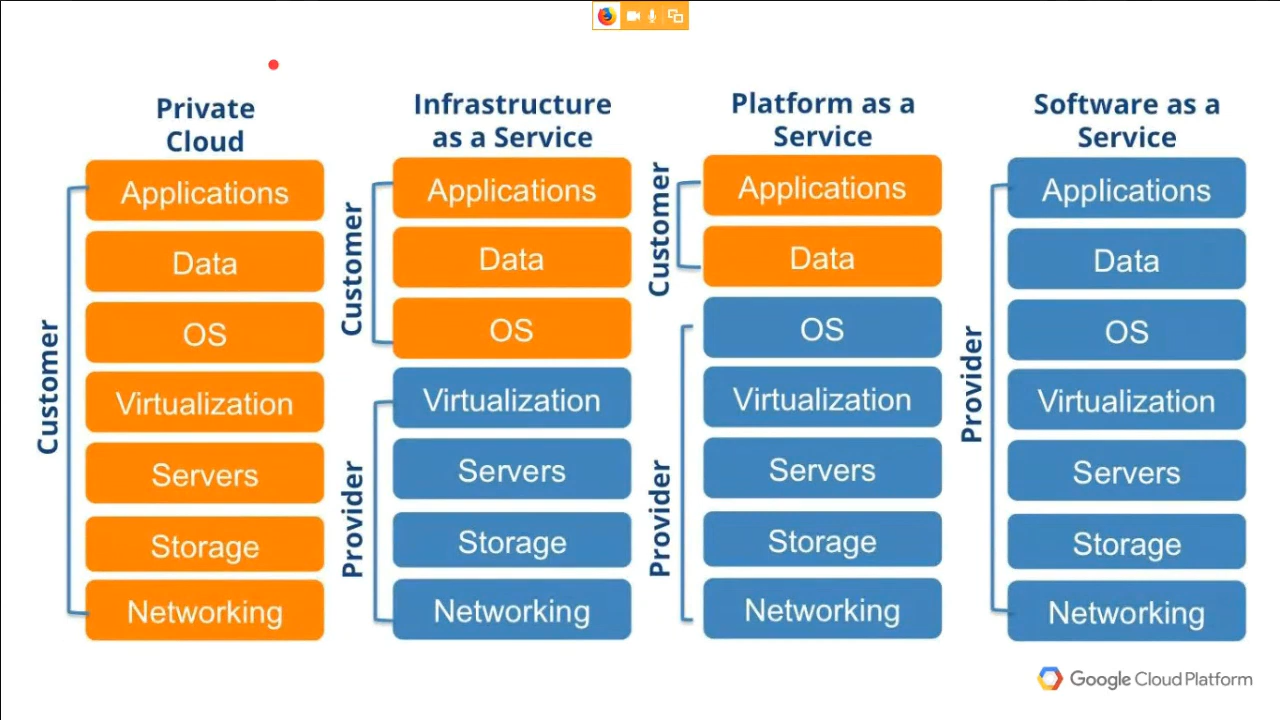 Private
Cloud
Customer
Applications
Data
OS
Virtualization
Servers
Storage
Networking
Infrastructure
as a Service
Customer
Provider
Applications
Data
OS
Virtualization
Servers
Storage
Networking
Platform as a
Service
Customer
Provider
Applications
Data
OS
Virtualization
Servers
Storage
Networking
Software as a
Service
Provider
Applications
Data
OS
Virtualization
Servers
Storage
Networking
Google Cloud Platform